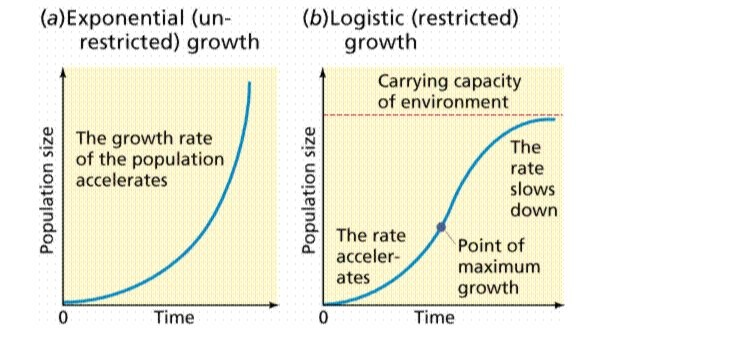 (a)Exponential (un-
restricted) growth
Population size
The growth rate
of the population
accelerates
0
Time
(b)Logistic (restricted)
growth
Population size
Carrying capacity
of environment
The
rate
slows
down
The rate
acceler-
ates
Point of
maximum
growth
0
Time